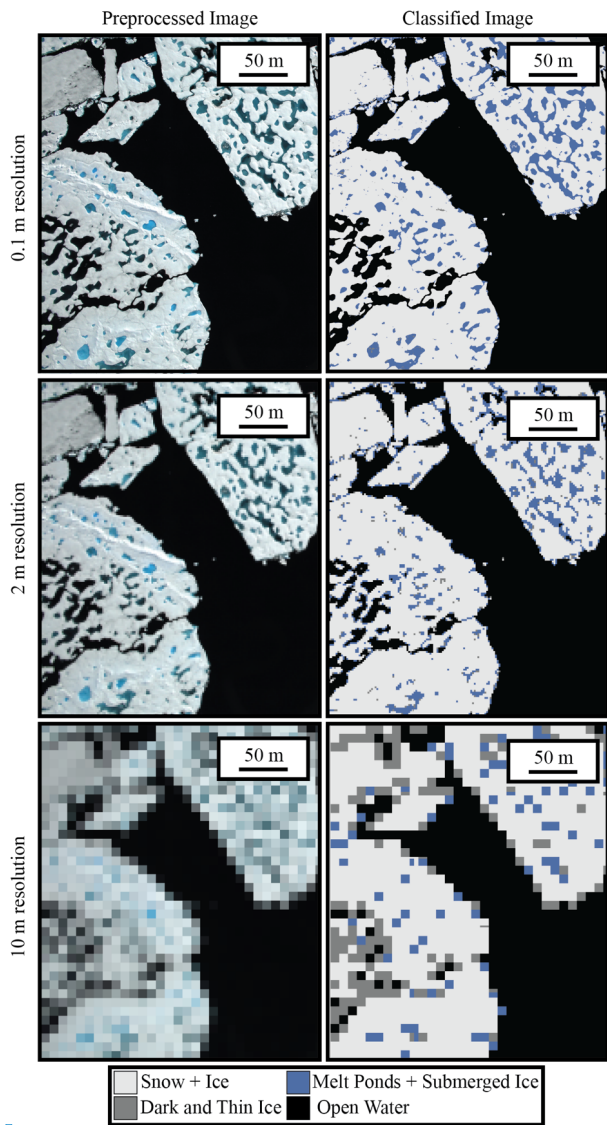 Preprocessed Image
Classified Image
0.1 m resolution
50 m
50 m
2 m resolution
50 m
50 m
10 m resolution
50 m
50 m
Snow + Ice
Melt Ponds + Submerged Ice
Dark and Thin Ice
Open Water